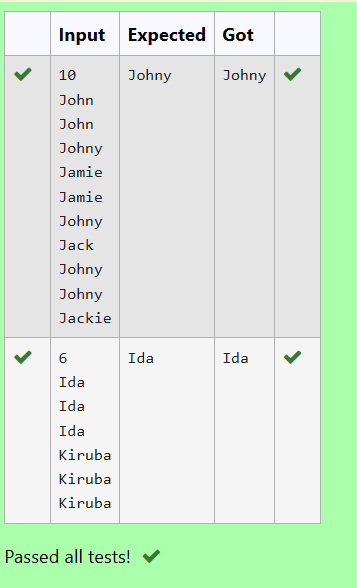 Input Expected Got
10 Johny Johny
John
John
Johny
Jamie
Jamie
Johny
Jack
Johny
Johny
Jackie
6 Ida Ida
Ida
Ida
Ida
Kiruba
Kiruba
Kiruba
Passed all tests!